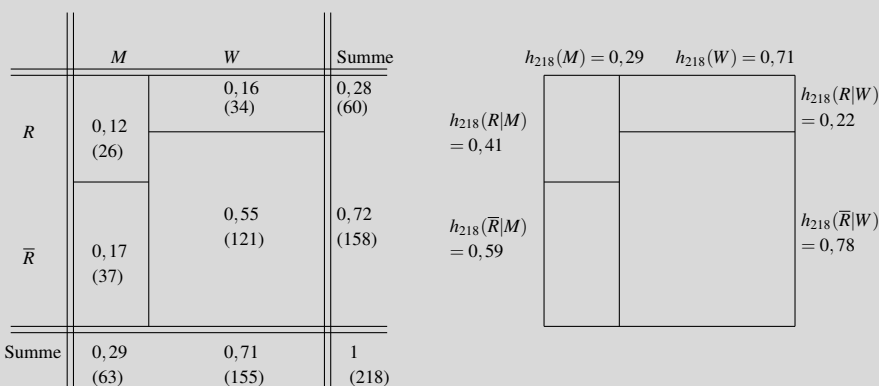 M W Summe
R 0,16 0,28
(34) (60)
0,12
(26)
R̅ 0,55 0,72
(121) (158)
0,17
(37)
Summe 0,29 0,71 1
(63) (155) (218)
h₂₁₈(M) = 0,29 h₂₁₈(W) = 0,71
h₂₁₈(R|W)
= 0,22
h₂₁₈(R|M)
= 0,41
h₂₁₈(R̅|M)
= 0,59
h₂₁₈(R̅|W)
= 0,78